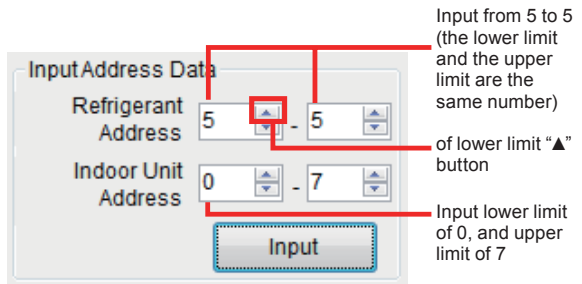 Input from 5 to 5
(the lower limit
and the upper
limit are the
same number)
Input Address Data
Refrigerant
Address
5 - 5
of lower limit “▲”
button
Indoor Unit
Address
0 - 7
Input lower limit
of 0, and upper
limit of 7
Input